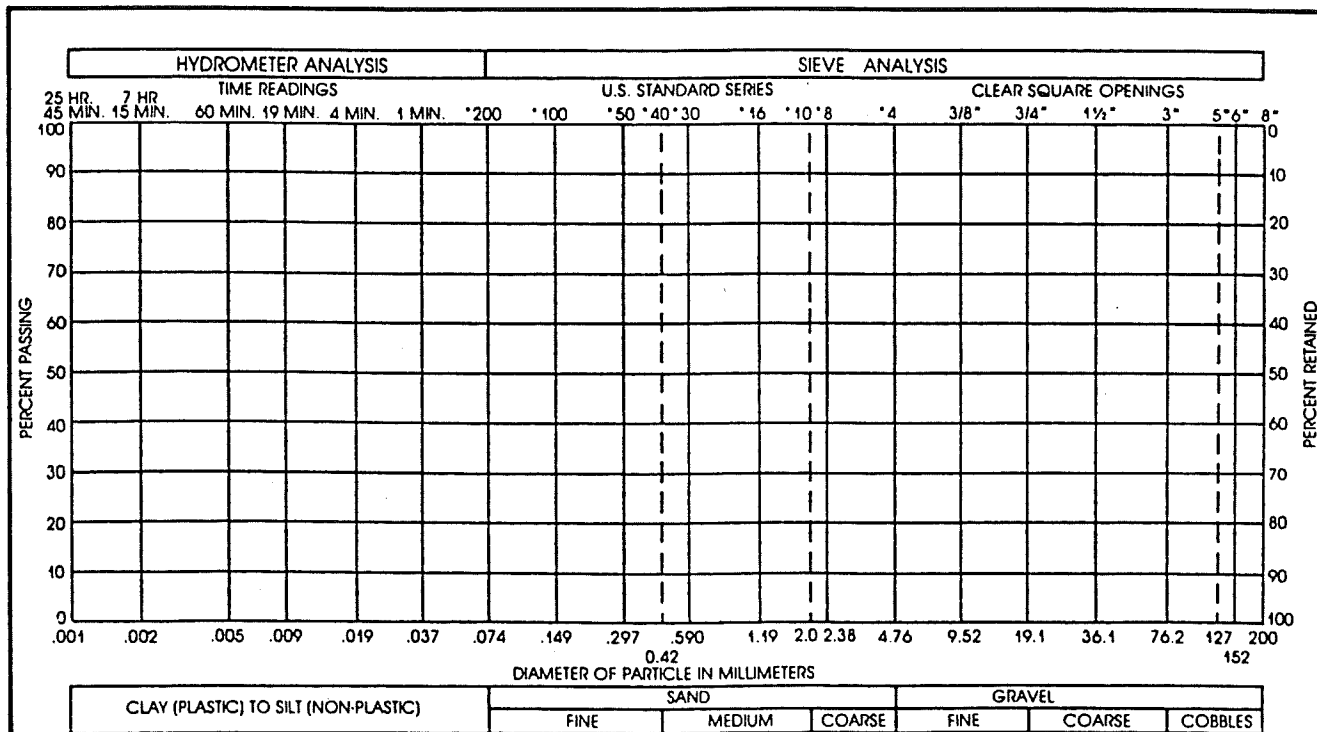 HYDROMETER ANALYSIS SIEVE ANALYSIS
TIME READINGS U.S. STANDARD SERIES CLEAR SQUARE OPENINGS
25 HR. 7 HR
45 MIN. 15 MIN. 60 MIN. 19 MIN. 4 MIN. 1 MIN. *200 *100 *50 *40 *30 *16 *10 *8 *4 3/8" 3/4" 1½" 3" 5" 6" 8"
100 0
90 10
80 20
70 30
60 40
50 50
40 60
30 70
20 80
10 90
0 100
PERCENT PASSING
PERCENT RETAINED
.001 .002 .005 .009 .019 .037 .074 .149 .297 .590 1.19 2.0 2.38 4.76 9.52 19.1 36.1 76.2 127 200
0.42 152
DIAMETER OF PARTICLE IN MILLIMETERS
CLAY (PLASTIC) TO SILT (NON-PLASTIC) SAND GRAVEL
FINE MEDIUM COARSE FINE COARSE COBBLES